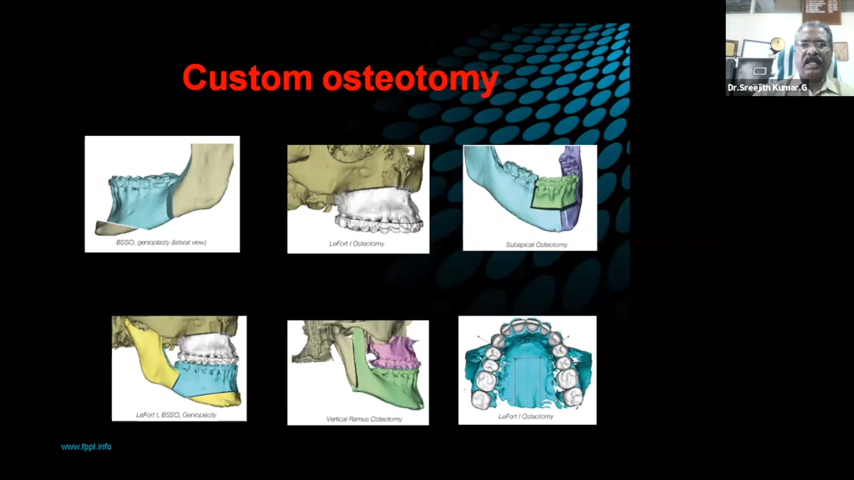 Custom osteotomy
Dr.Sreejith Kumar.G
BSSO, genioplasty (lateral view)
LeFort I Osteotomy
Subapical Osteotomy
LeFort I, BSSO, Genioplasty
Vertical Ramus Osteotomy
LeFort I Osteotomy
www.fppt.info